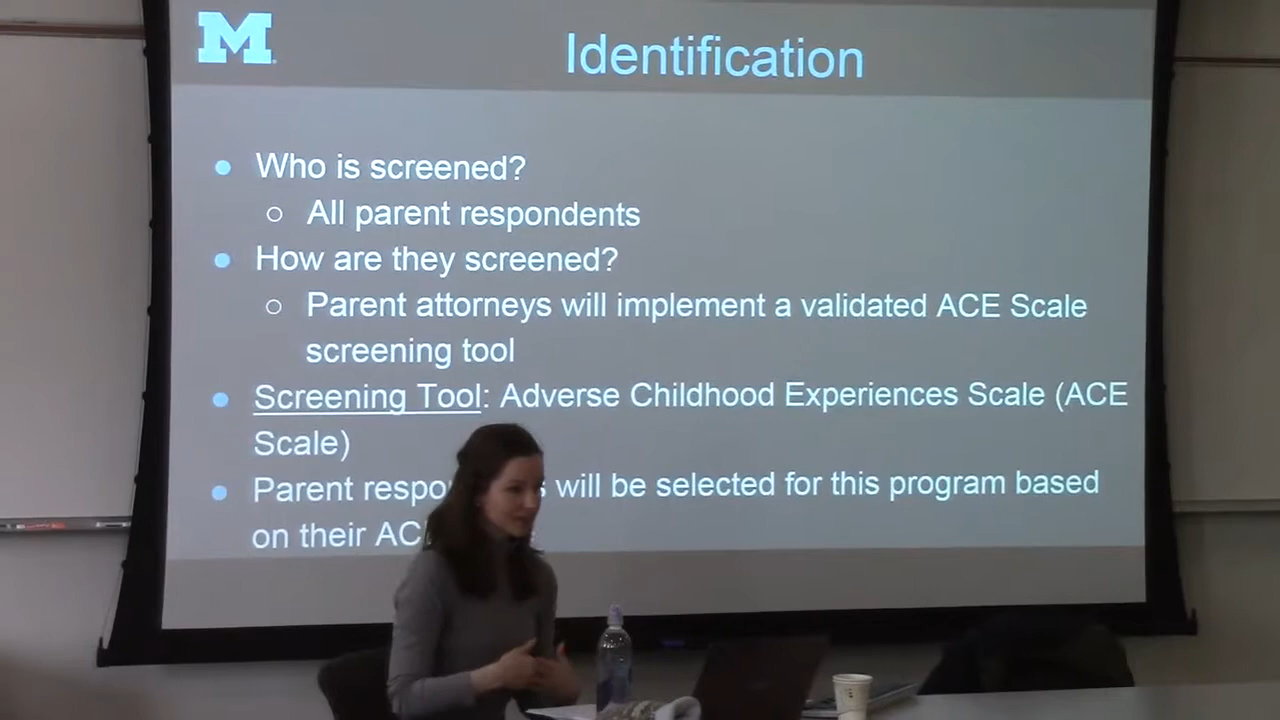 M
Identification
Who is screened?
All parent respondents
How are they screened?
Parent attorneys will implement a validated ACE Scale
screening tool
Screening Tool: Adverse Childhood Experiences Scale (ACE
Scale)
Parent will be selected for this program based
on their